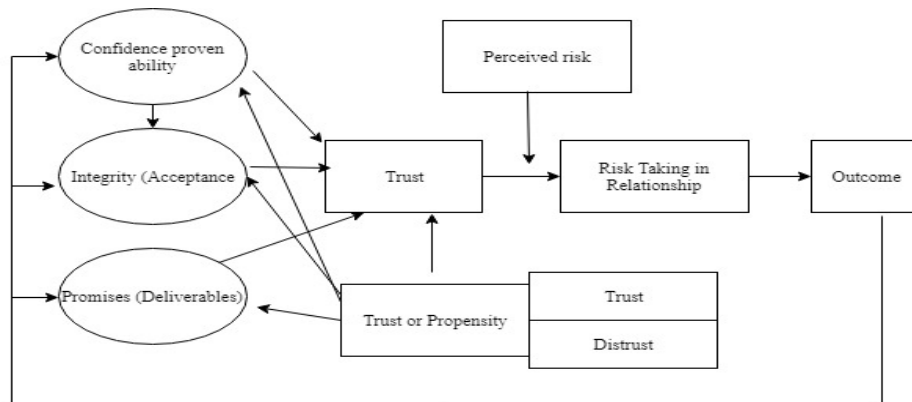 Confidence proven
ability
Perceived risk
Integrity (Acceptance
Trust
Risk Taking in
Relationship
Outcome
Promises (Deliverables)
Trust or Propensity
Trust
Distrust